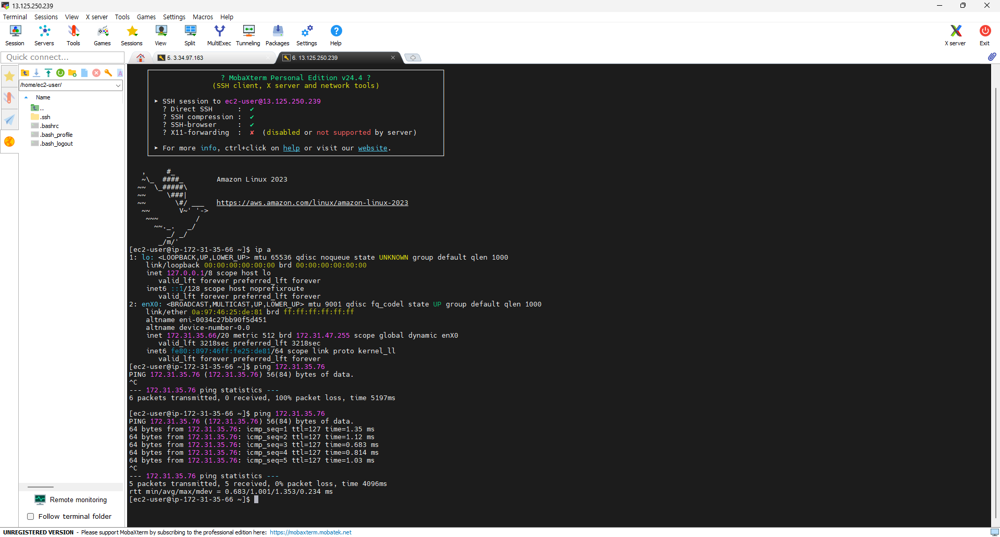 13.125.250.239
Terminal Sessions View X server Tools Games Settings Macros Help
Session Servers Tools Games Sessions View Split MultiExec Tunneling Packages Settings Help X server Exit
Quick connect...
5. 3.34.97.163
6. 13.125.250.239
/home/ec2-user/
Name
..
.ssh
.bashrc
.bash_profile
.bash_logout
? MobaXterm Personal Edition v24.4 ?
(SSH client, X server and network tools)
➤ SSH session to ec2-user@13.125.250.239
? Direct SSH : ✔
? SSH compression : ✔
? SSH-browser : ✔
? X11-forwarding : ✘ (disabled or not supported by server)
➤ For more info, ctrl+click on help or visit our website.
   ,     #_
   ~\_  ####_        Amazon Linux 2023
  ~~  \_#####\
  ~~     \###|
  ~~       \#/ ___   https://aws.amazon.com/linux/amazon-linux-2023
   ~~       V~' '->
    ~~~         /
      ~~._.   _/
         _/ _/
       _/m/'
[ec2-user@ip-172-31-35-66 ~]$ ip a
1: lo: <LOOPBACK,UP,LOWER_UP> mtu 65536 qdisc noqueue state UNKNOWN group default qlen 1000
link/loopback 00:00:00:00:00:00 brd 00:00:00:00:00:00
inet 127.0.0.1/8 scope host lo
valid_lft forever preferred_lft forever
inet6 ::1/128 scope host noprefixroute
valid_lft forever preferred_lft forever
2: enX0: <BROADCAST,MULTICAST,UP,LOWER_UP> mtu 9001 qdisc fq_codel state UP group default qlen 1000
link/ether 0a:97:46:25:de:81 brd ff:ff:ff:ff:ff:ff
altname eni-0034c27bb90f5d451
altname device-number-0.0
inet 172.31.35.66/20 metric 512 brd 172.31.47.255 scope global dynamic enX0
valid_lft 3218sec preferred_lft 3218sec
inet6 fe80::897:46ff:fe25:de81/64 scope link proto kernel_ll
valid_lft forever preferred_lft forever
[ec2-user@ip-172-31-35-66 ~]$ ping 172.31.35.76
PING 172.31.35.76 (172.31.35.76) 56(84) bytes of data.
^C
--- 172.31.35.76 ping statistics ---
6 packets transmitted, 0 received, 100% packet loss, time 5197ms
[ec2-user@ip-172-31-35-66 ~]$ ping 172.31.35.76
PING 172.31.35.76 (172.31.35.76) 56(84) bytes of data.
64 bytes from 172.31.35.76: icmp_seq=1 ttl=127 time=1.35 ms
64 bytes from 172.31.35.76: icmp_seq=2 ttl=127 time=1.12 ms
64 bytes from 172.31.35.76: icmp_seq=3 ttl=127 time=0.683 ms
64 bytes from 172.31.35.76: icmp_seq=4 ttl=127 time=0.814 ms
64 bytes from 172.31.35.76: icmp_seq=5 ttl=127 time=1.03 ms
^C
--- 172.31.35.76 ping statistics ---
5 packets transmitted, 5 received, 0% packet loss, time 4096ms
rtt min/avg/max/mdev = 0.683/1.001/1.353/0.234 ms
[ec2-user@ip-172-31-35-66 ~]$
Remote monitoring
Follow terminal folder
UNREGISTERED VERSION - Please support MobaXterm by subscribing to the professional edition here: https://mobaxterm.mobatek.net